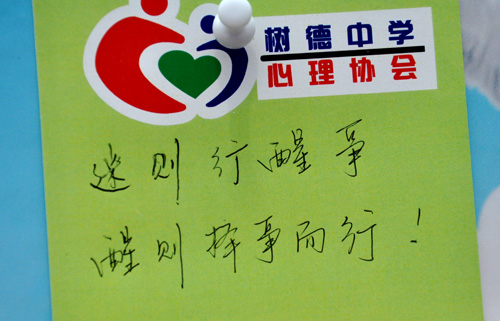 树德中学
心理协会
迷则行醒事
醒则择事而行！